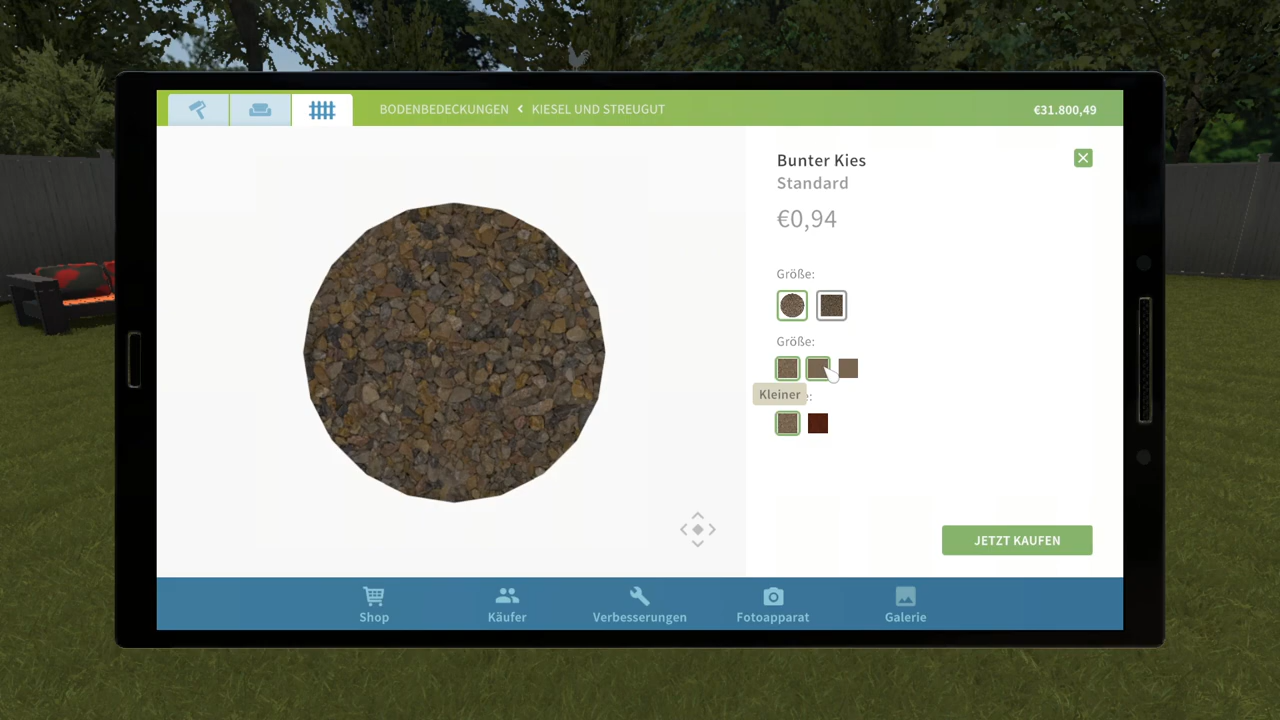 BODENBEDECKUNGEN < KIESEL UND STREUGUT
€31.800,49
Bunter Kies
Standard
€0,94
Größe:
Größe:
Kleiner
e:
JETZT KAUFEN
Shop
Käufer
Verbesserungen
Fotoapparat
Galerie